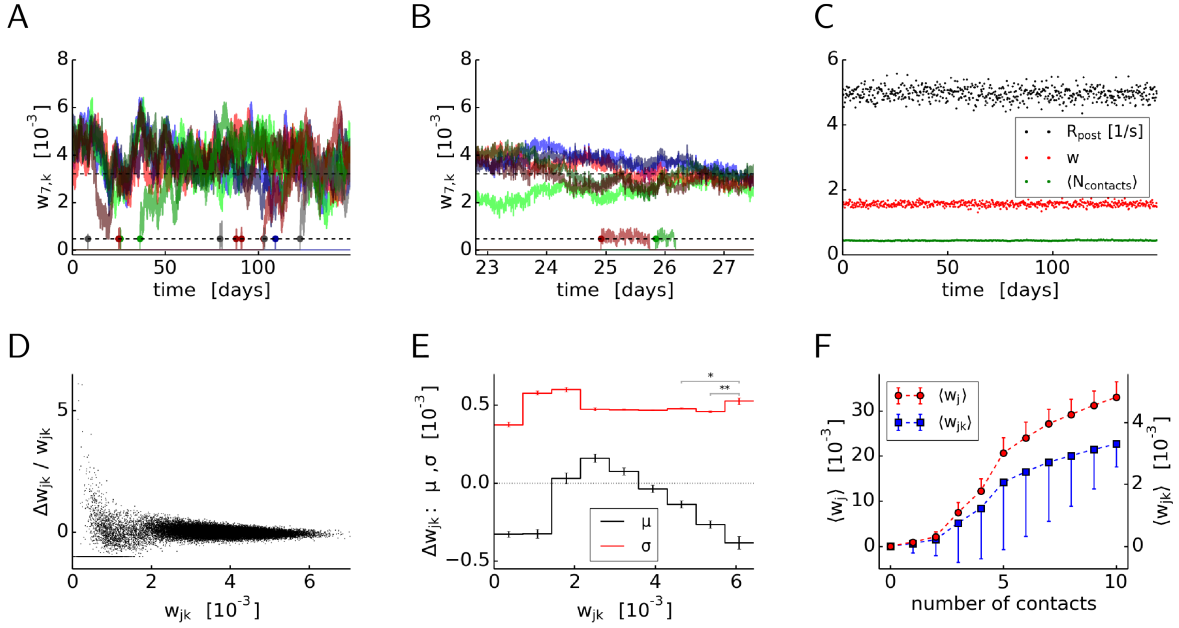 A
8
6
4
2
0
w7,k [10-3]
0 50 100
time [days]
B
8
6
4
2
0
w7,k [10-3]
23 24 25 26 27
time [days]
C
6
4
2
0
Rpost [1/s]
w
⟨Ncontacts⟩
0 50 100
time [days]
D
5
0
Δwjk / wjk
0 2 4 6
wjk [10-3]
E
0.5
0.0
−0.5
Δwjk: μ ,σ [10-3]
*
**
μ
σ
0 2 4 6
wjk [10-3]
F
30
20
10
0
⟨wj⟩ [10-3]
⟨wj⟩
⟨wjk⟩
4
2
0
⟨wjk⟩ [10-3]
0 5 10
number of contacts